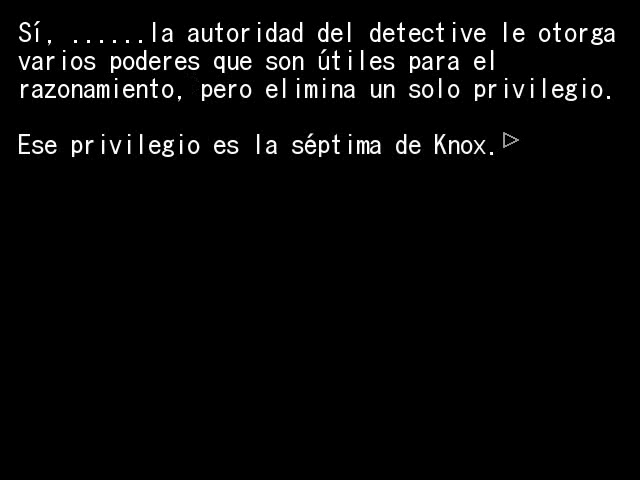 Sí, ......la autoridad del detective le otorga
varios poderes que son útiles para el
razonamiento, pero elimina un solo privilegio.
Ese privilegio es la séptima de Knox.